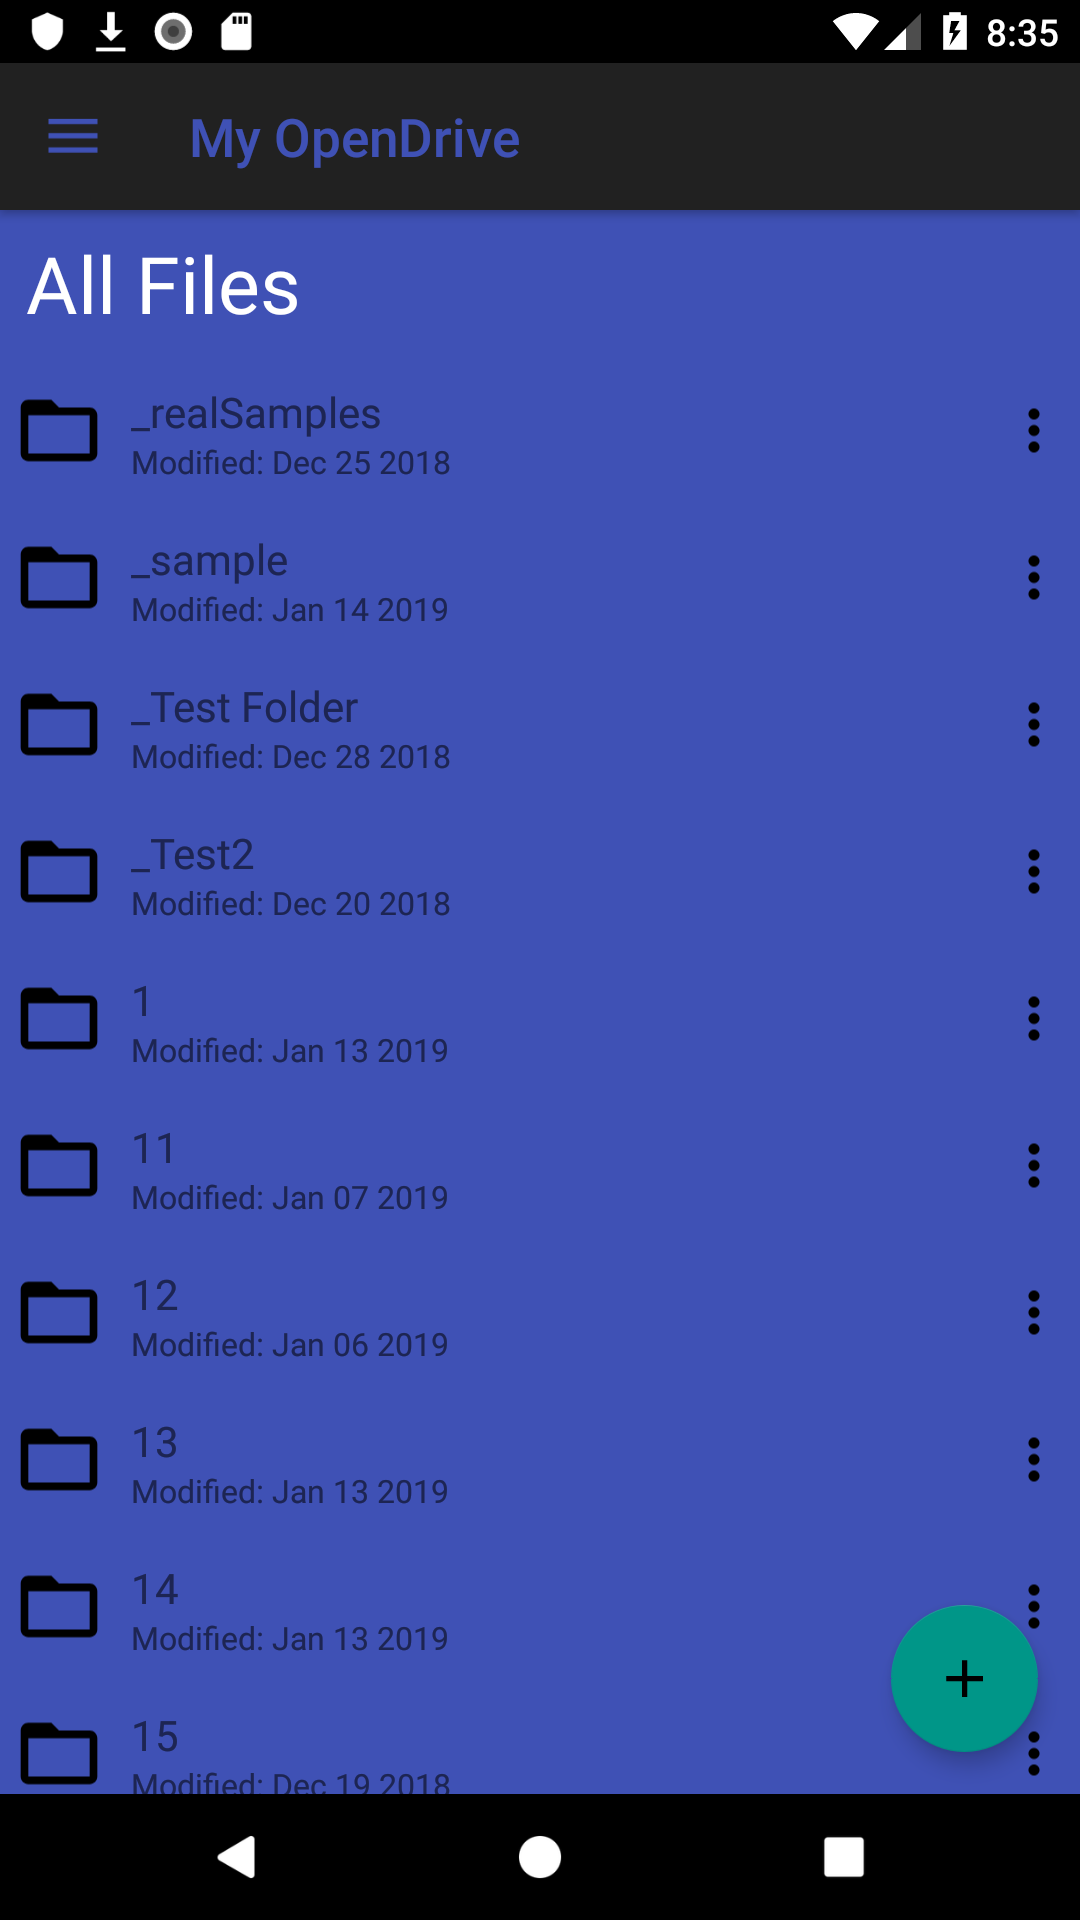 8:35
My OpenDrive
All Files
_realSamples
Modified: Dec 25 2018
_sample
Modified: Jan 14 2019
_Test Folder
Modified: Dec 28 2018
_Test2
Modified: Dec 20 2018
1
Modified: Jan 13 2019
11
Modified: Jan 07 2019
12
Modified: Jan 06 2019
13
Modified: Jan 13 2019
14
Modified: Jan 13 2019
15
Modified: Dec 19 2018